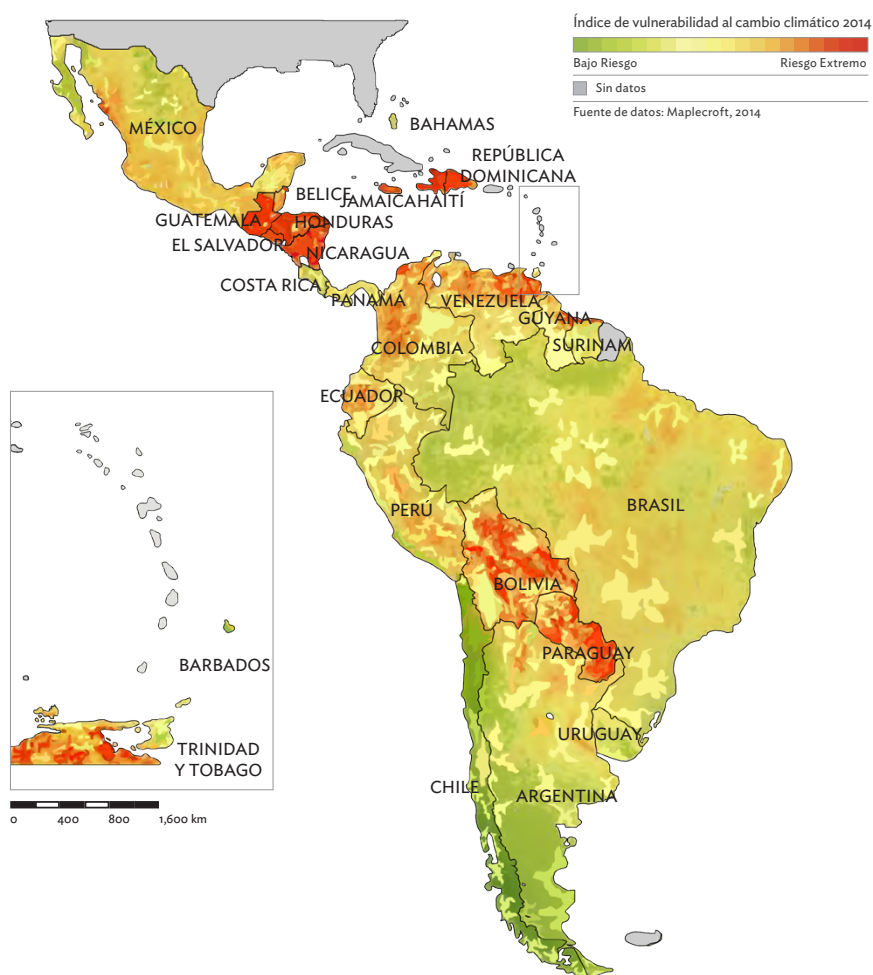 Índice de vulnerabilidad al cambio climático 2014
Bajo Riesgo Riesgo Extremo
Sin datos
Fuente de datos: Maplecroft, 2014
MÉXICO
BAHAMAS
REPÚBLICA
DOMINICANA
BELICE
JAMAICA
HAITÍ
GUATEMALA
HONDURAS
EL SALVADOR
NICARAGUA
COSTA RICA
PANAMÁ
VENEZUELA
GUYANA
SURINAM
COLOMBIA
ECUADOR
PERÚ
BRASIL
BOLIVIA
PARAGUAY
URUGUAY
CHILE
ARGENTINA
BARBADOS
TRINIDAD
Y TOBAGO
0 400 800 1,600 km